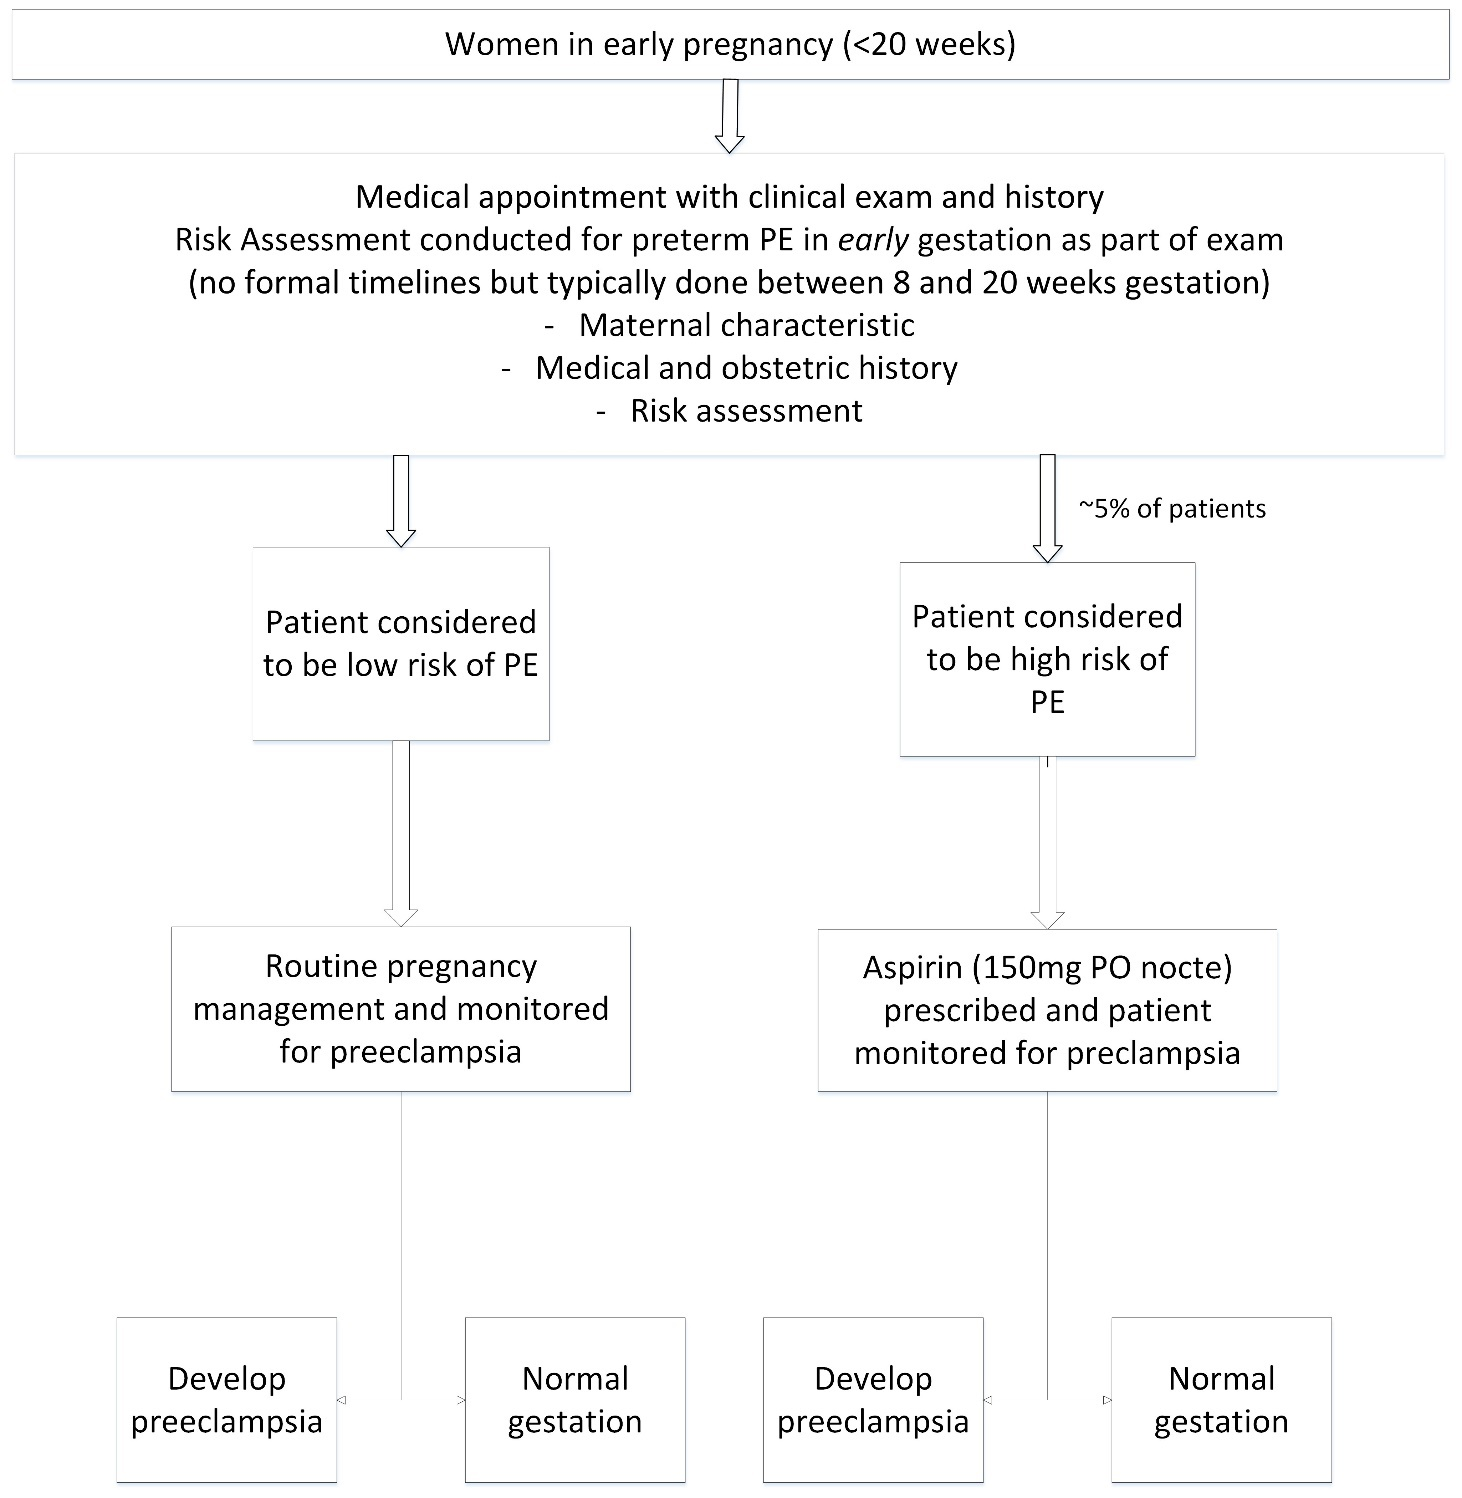 Women in early pregnancy (<20 weeks)
Medical appointment with clinical exam and history
Risk Assessment conducted for preterm PE in early gestation as part of exam
(no formal timelines but typically done between 8 and 20 weeks gestation)
- Maternal characteristic
- Medical and obstetric history
- Risk assessment
~5% of patients
Patient considered
to be low risk of PE
Patient considered
to be high risk of
PE
Routine pregnancy
management and monitored
for preeclampsia
Aspirin (150mg PO nocte)
prescribed and patient
monitored for preclampsia
Develop
preeclampsia
Normal
gestation
Develop
preeclampsia
Normal
gestation